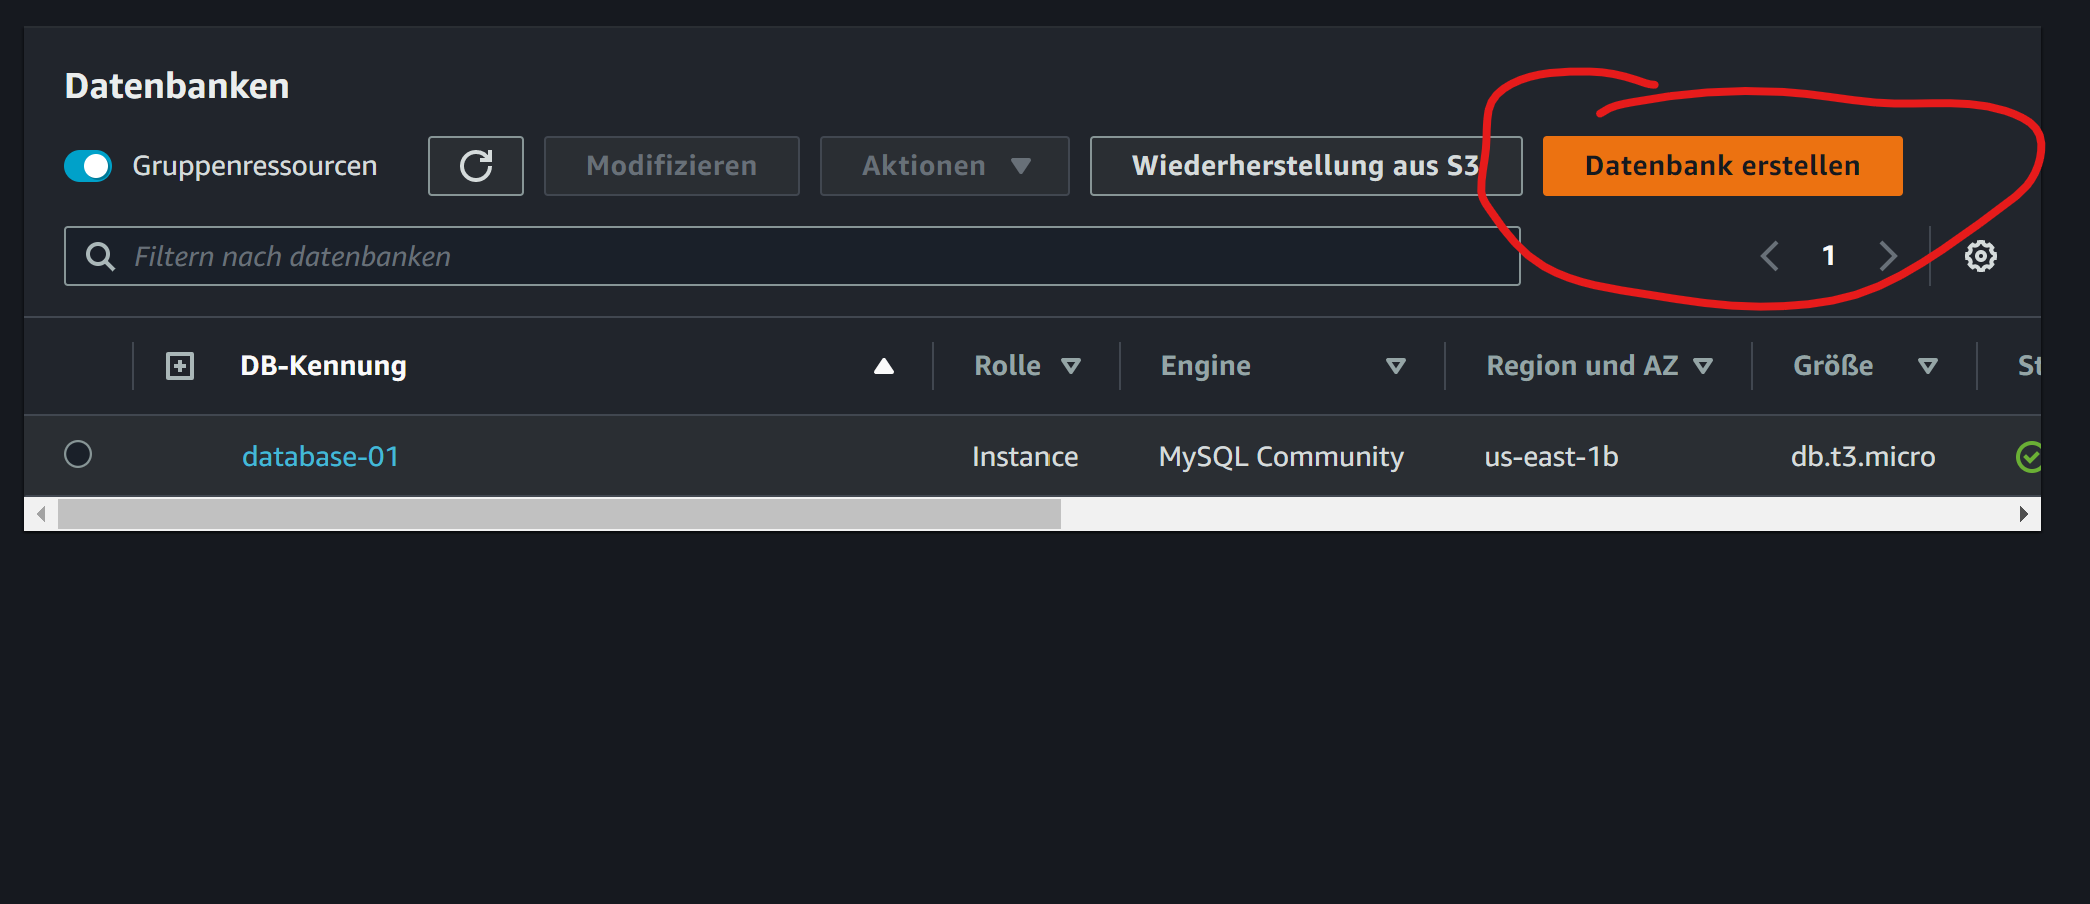 Datenbanken
Gruppenressourcen Modifizieren Aktionen Wiederherstellung aus S3 Datenbank erstellen
Filtern nach datenbanken 1
DB-Kennung Rolle Engine Region und AZ Größe
database-01 Instance MySQL Community us-east-1b db.t3.micro